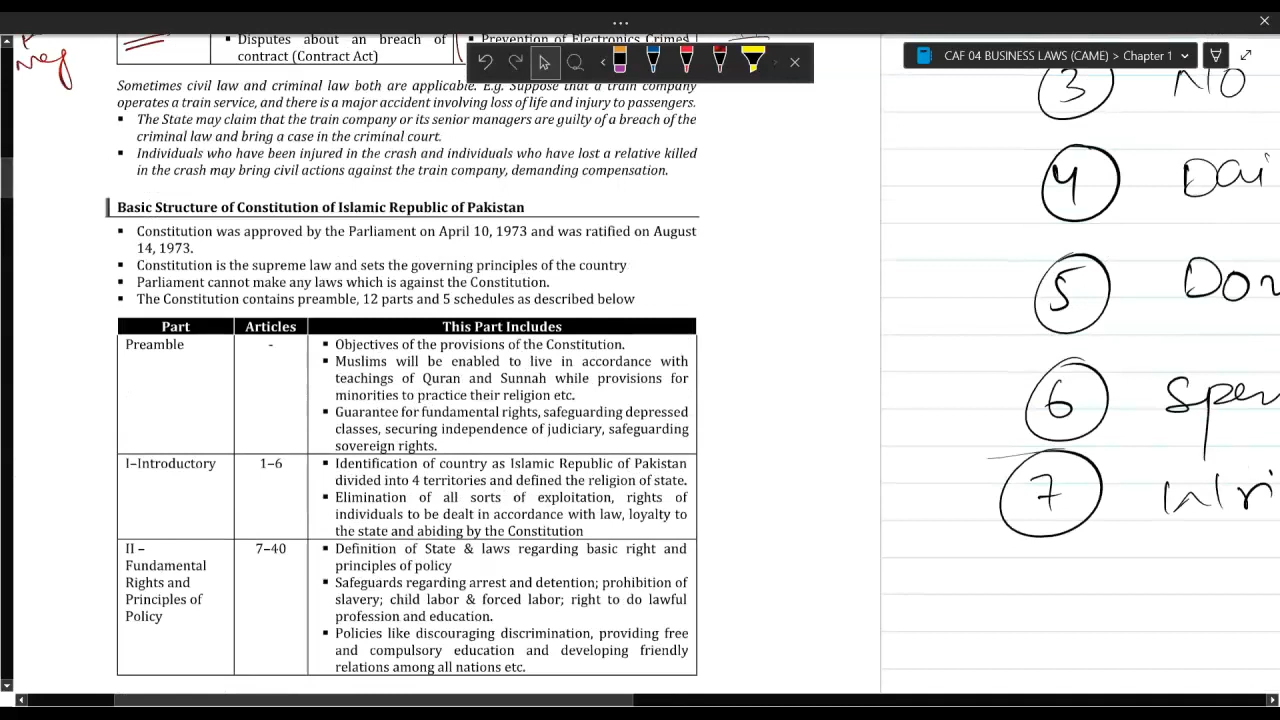 Disputes about an breach of
contract (Contract Act)
Prevention of Electronics Crimes
Neg
CAF 04 BUSINESS LAWS (CAME) > Chapter 1
Sometimes civil law and criminal law both are applicable. E.g. Suppose that a train company
operates a train service, and there is a major accident involving loss of life and injury to passengers.
▪ The State may claim that the train company or its senior managers are guilty of a breach of the
criminal law and bring a case in the criminal court.
▪ Individuals who have been injured in the crash and individuals who have lost a relative killed
in the crash may bring civil actions against the train company, demanding compensation.
Basic Structure of Constitution of Islamic Republic of Pakistan
▪ Constitution was approved by the Parliament on April 10, 1973 and was ratified on August
14, 1973.
▪ Constitution is the supreme law and sets the governing principles of the country
▪ Parliament cannot make any laws which is against the Constitution.
▪ The Constitution contains preamble, 12 parts and 5 schedules as described below
Part Articles This Part Includes
Preamble - ▪ Objectives of the provisions of the Constitution.
▪ Muslims will be enabled to live in accordance with
teachings of Quran and Sunnah while provisions for
minorities to practice their religion etc.
▪ Guarantee for fundamental rights, safeguarding depressed
classes, securing independence of judiciary, safeguarding
sovereign rights.
I–Introductory 1–6 ▪ Identification of country as Islamic Republic of Pakistan
divided into 4 territories and defined the religion of state.
▪ Elimination of all sorts of exploitation, rights of
individuals to be dealt in accordance with law, loyalty to
the state and abiding by the Constitution
II – 7–40 ▪ Definition of State & laws regarding basic right and
Fundamental principles of policy
Rights and ▪ Safeguards regarding arrest and detention; prohibition of
Principles of slavery; child labor & forced labor; right to do lawful
Policy profession and education.
▪ Policies like discouraging discrimination, providing free
and compulsory education and developing friendly
relations among all nations etc.
3 NO
4 Dai
5 Don
6 Spen
7 Wri